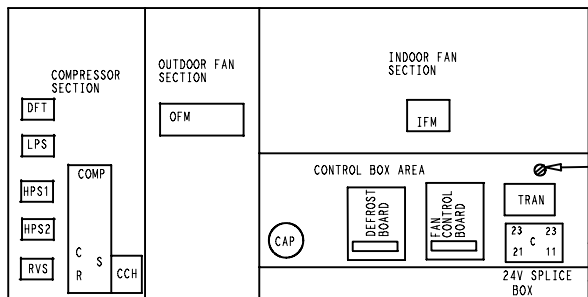 COMPRESSOR
SECTION
DFT
LPS
HPS1
HPS2
RVS
COMP
C
S
R
CCH
OUTDOOR FAN
SECTION
OFM
INDOOR FAN
SECTION
IFM
CONTROL BOX AREA
CAP
DEFROST
BOARD
FAN
CONTROL
BOARD
TRAN
23 23
C
21 11
24V SPLICE
BOX